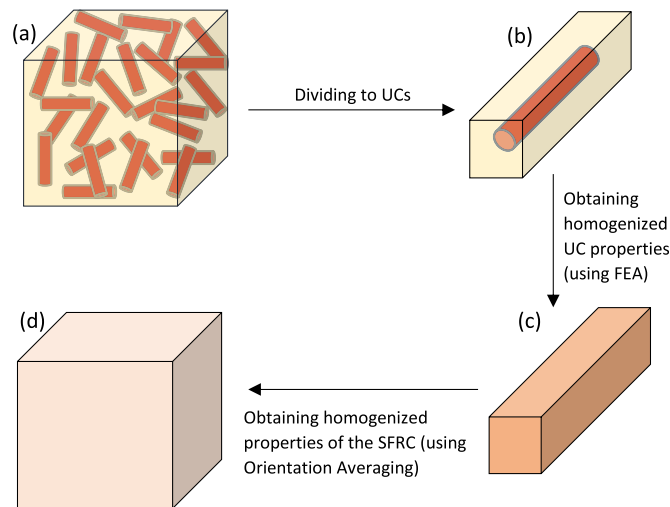 (a)
Dividing to UCs
(b)
Obtaining
homogenized
UC properties
(using FEA)
(c)
Obtaining homogenized
properties of the SFRC (using
Orientation Averaging)
(d)